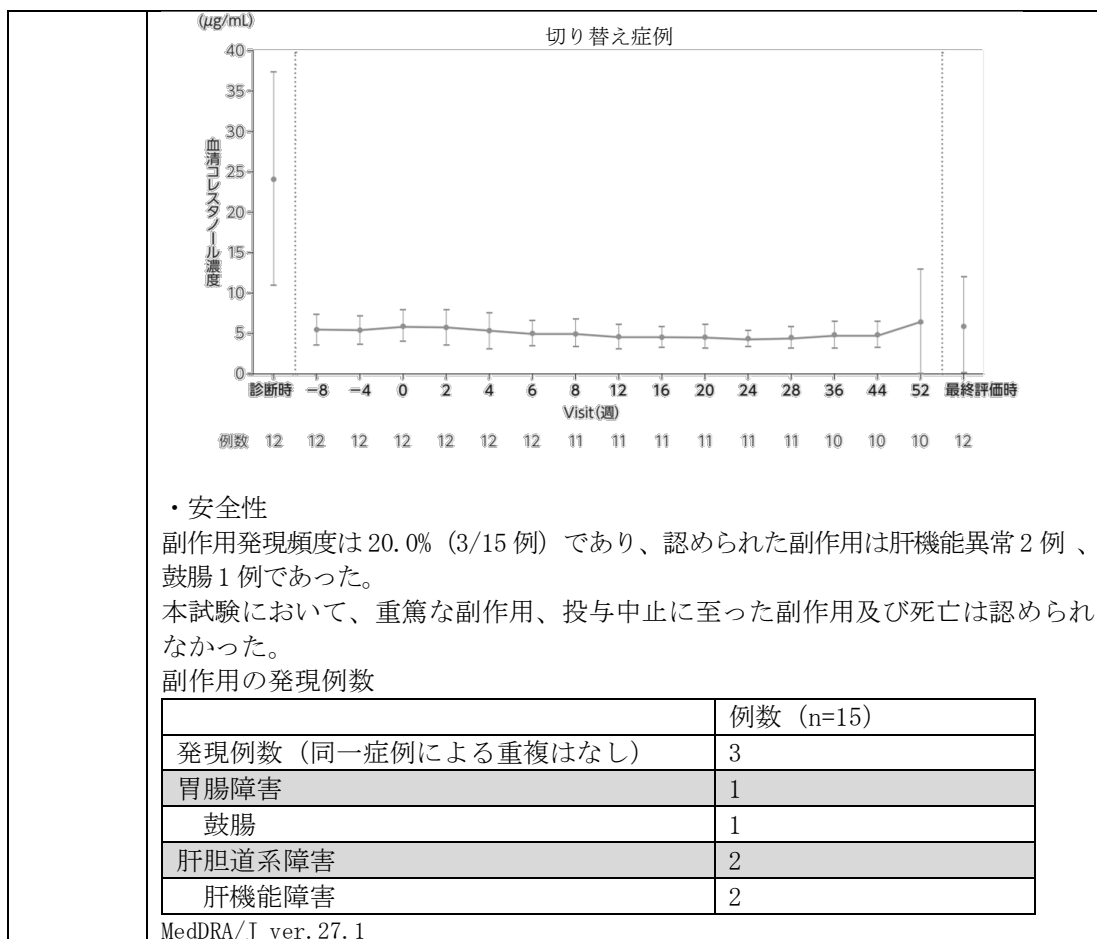 (μg/mL)
切り替え症例
40
35
30
25
20
15
10
5
0
血清コレスタノール濃度
診断時 -8 -4 0 2 4 6 8 12 16 20 24 28 36 44 52 最終評価時
Visit(週)
例数 12 12 12 12 12 12 12 11 11 11 11 11 11 10 10 10 12
・安全性
副作用発現頻度は 20.0%（3/15 例）であり、認められた副作用は肝機能異常 2 例 、
鼓腸 1 例であった。
本試験において、重篤な副作用、投与中止に至った副作用及び死亡は認められ
なかった。
副作用の発現例数
例数（n=15）
発現例数（同一症例による重複はなし） 3
胃腸障害 1
鼓腸 1
肝胆道系障害 2
肝機能障害 2
MedDRA/J ver.27.1